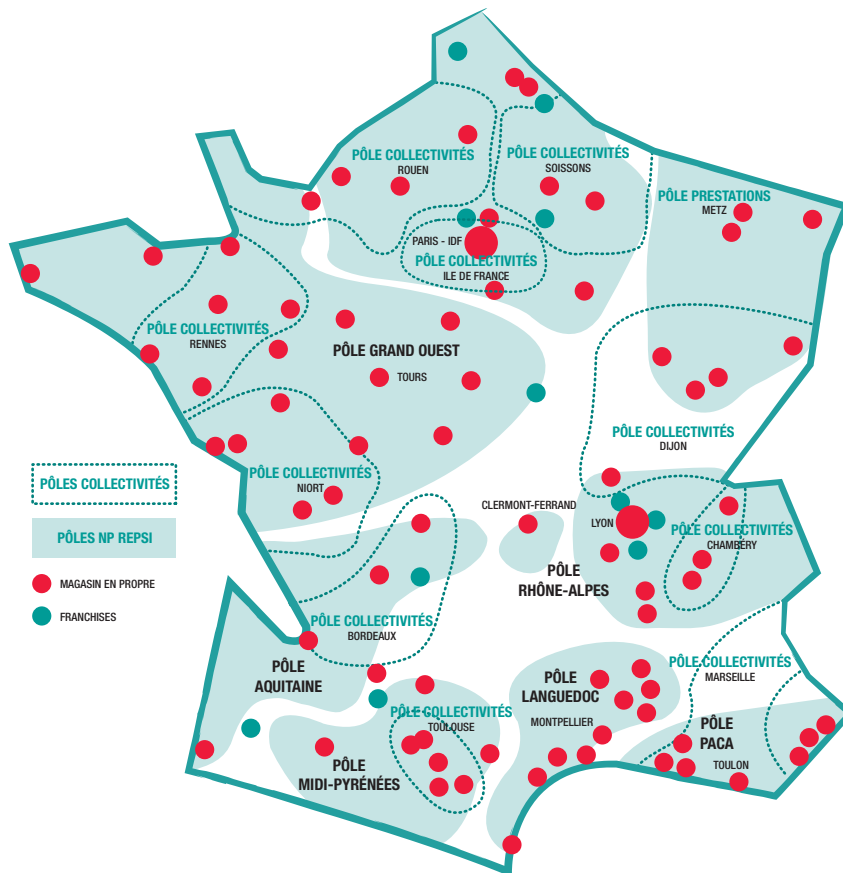 PÔLE COLLECTIVITÉS
ROUEN
PÔLE COLLECTIVITÉS
SOISSONS
PÔLE PRESTATIONS
METZ
PARIS - IDF
PÔLE COLLECTIVITÉS
ILE DE FRANCE
PÔLE COLLECTIVITÉS
RENNES
PÔLE GRAND OUEST
TOURS
PÔLE COLLECTIVITÉS
DIJON
PÔLE COLLECTIVITÉS
NIORT
PÔLES COLLECTIVITÉS
PÔLES NP REPSI
MAGASIN EN PROPRE
FRANCHISES
CLERMONT-FERRAND
LYON
PÔLE COLLECTIVITÉS
CHAMBÉRY
PÔLE
RHÔNE-ALPES
PÔLE COLLECTIVITÉS
BORDEAUX
PÔLE
AQUITAINE
PÔLE COLLECTIVITÉS
TOULOUSE
PÔLE
MIDI-PYRÉNÉES
PÔLE
LANGUEDOC
MONTPELLIER
PÔLE COLLECTIVITÉS
MARSEILLE
PÔLE
PACA
TOULON